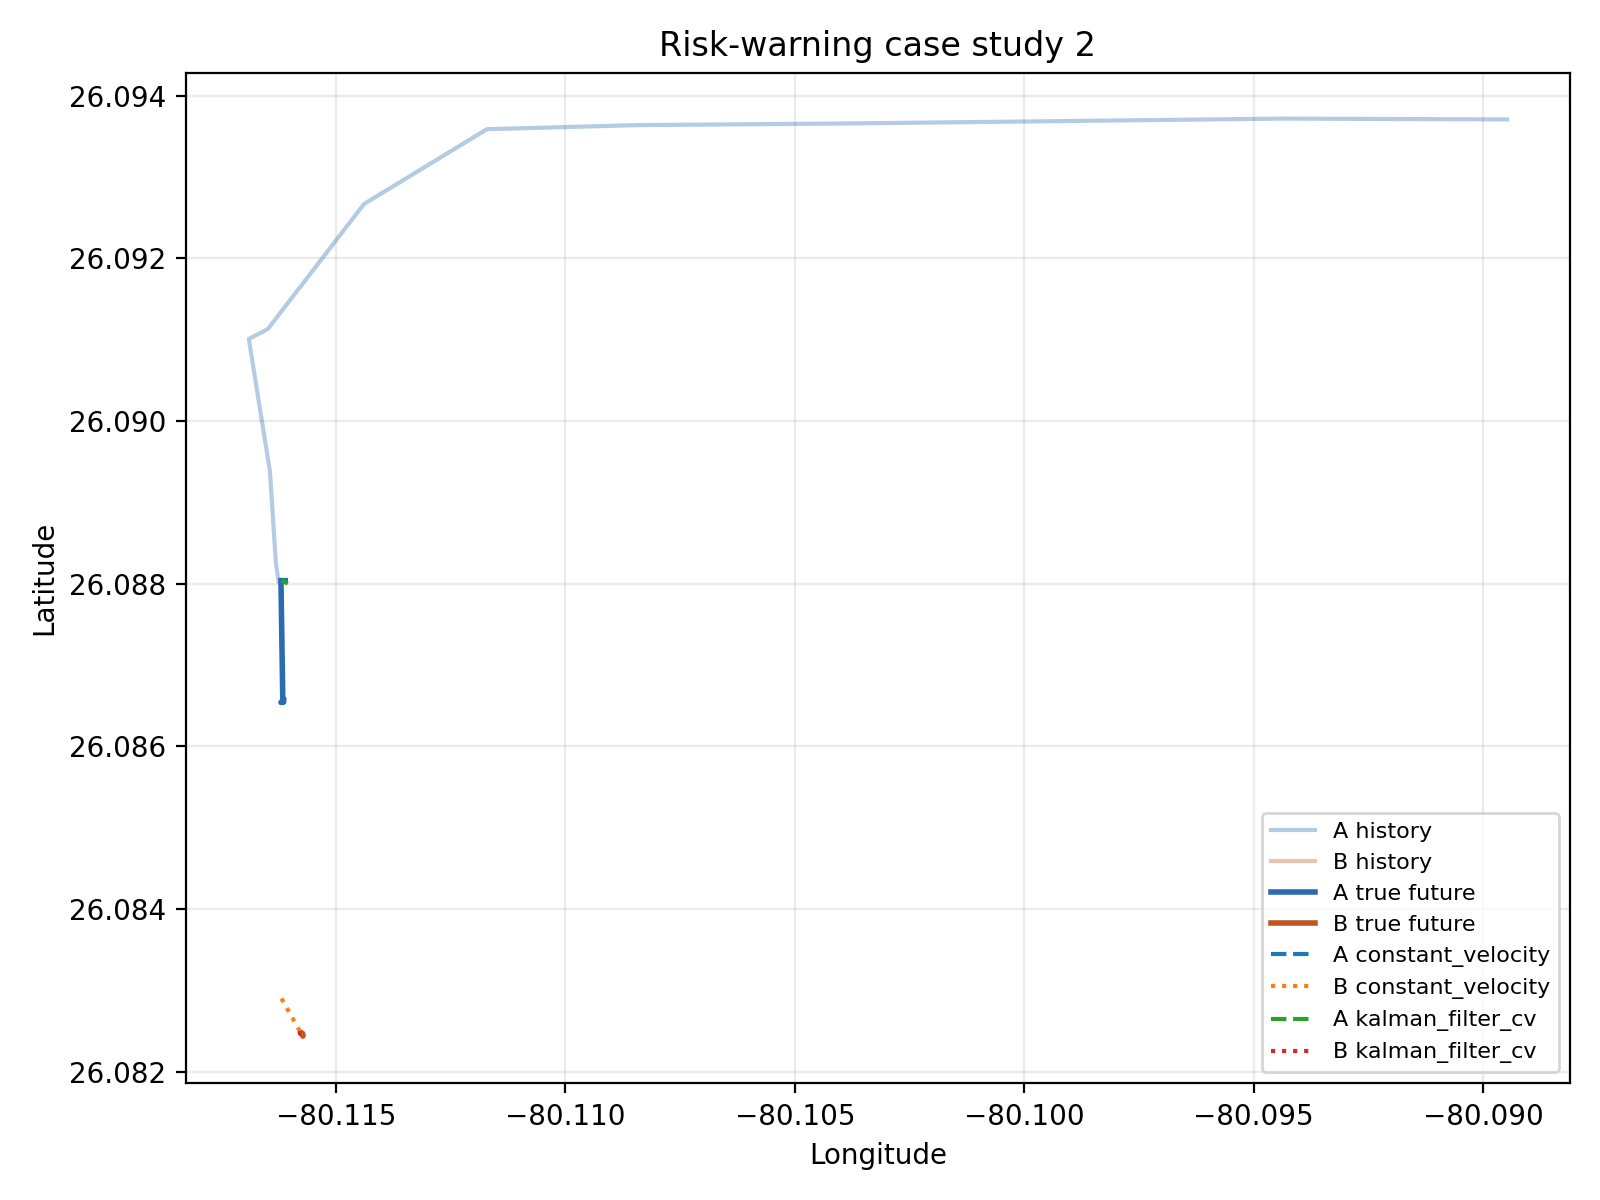 Risk-warning case study 2
26.094
26.092
26.090
26.088
26.086
26.084
26.082
Latitude
−80.115
−80.110
−80.105
−80.100
−80.095
−80.090
Longitude
A history
B history
A true future
B true future
A constant_velocity
B constant_velocity
A kalman_filter_cv
B kalman_filter_cv